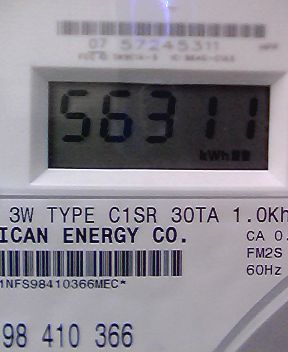 07 57245311
56311
kWh
3W TYPE C1SR 30TA 1.0Kh
ICAN ENERGY CO.
CA 0.
FM2S
60Hz
1NFS98410366MEC*
98 410 366